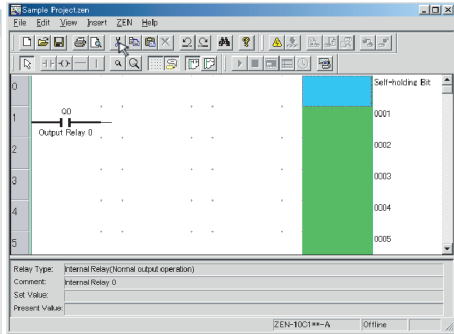 Sample Project.zen
File Edit View Insert ZEN Help
0
Self-holding Bit
1
Q0
0001
Output Relay 0
2
0002
3
0003
4
0004
5
0005
Relay Type: Internal Relay(Normal output operation)
Comment: Internal Relay 0
Set Value:
Present Value:
ZEN-10C1**-A Offline